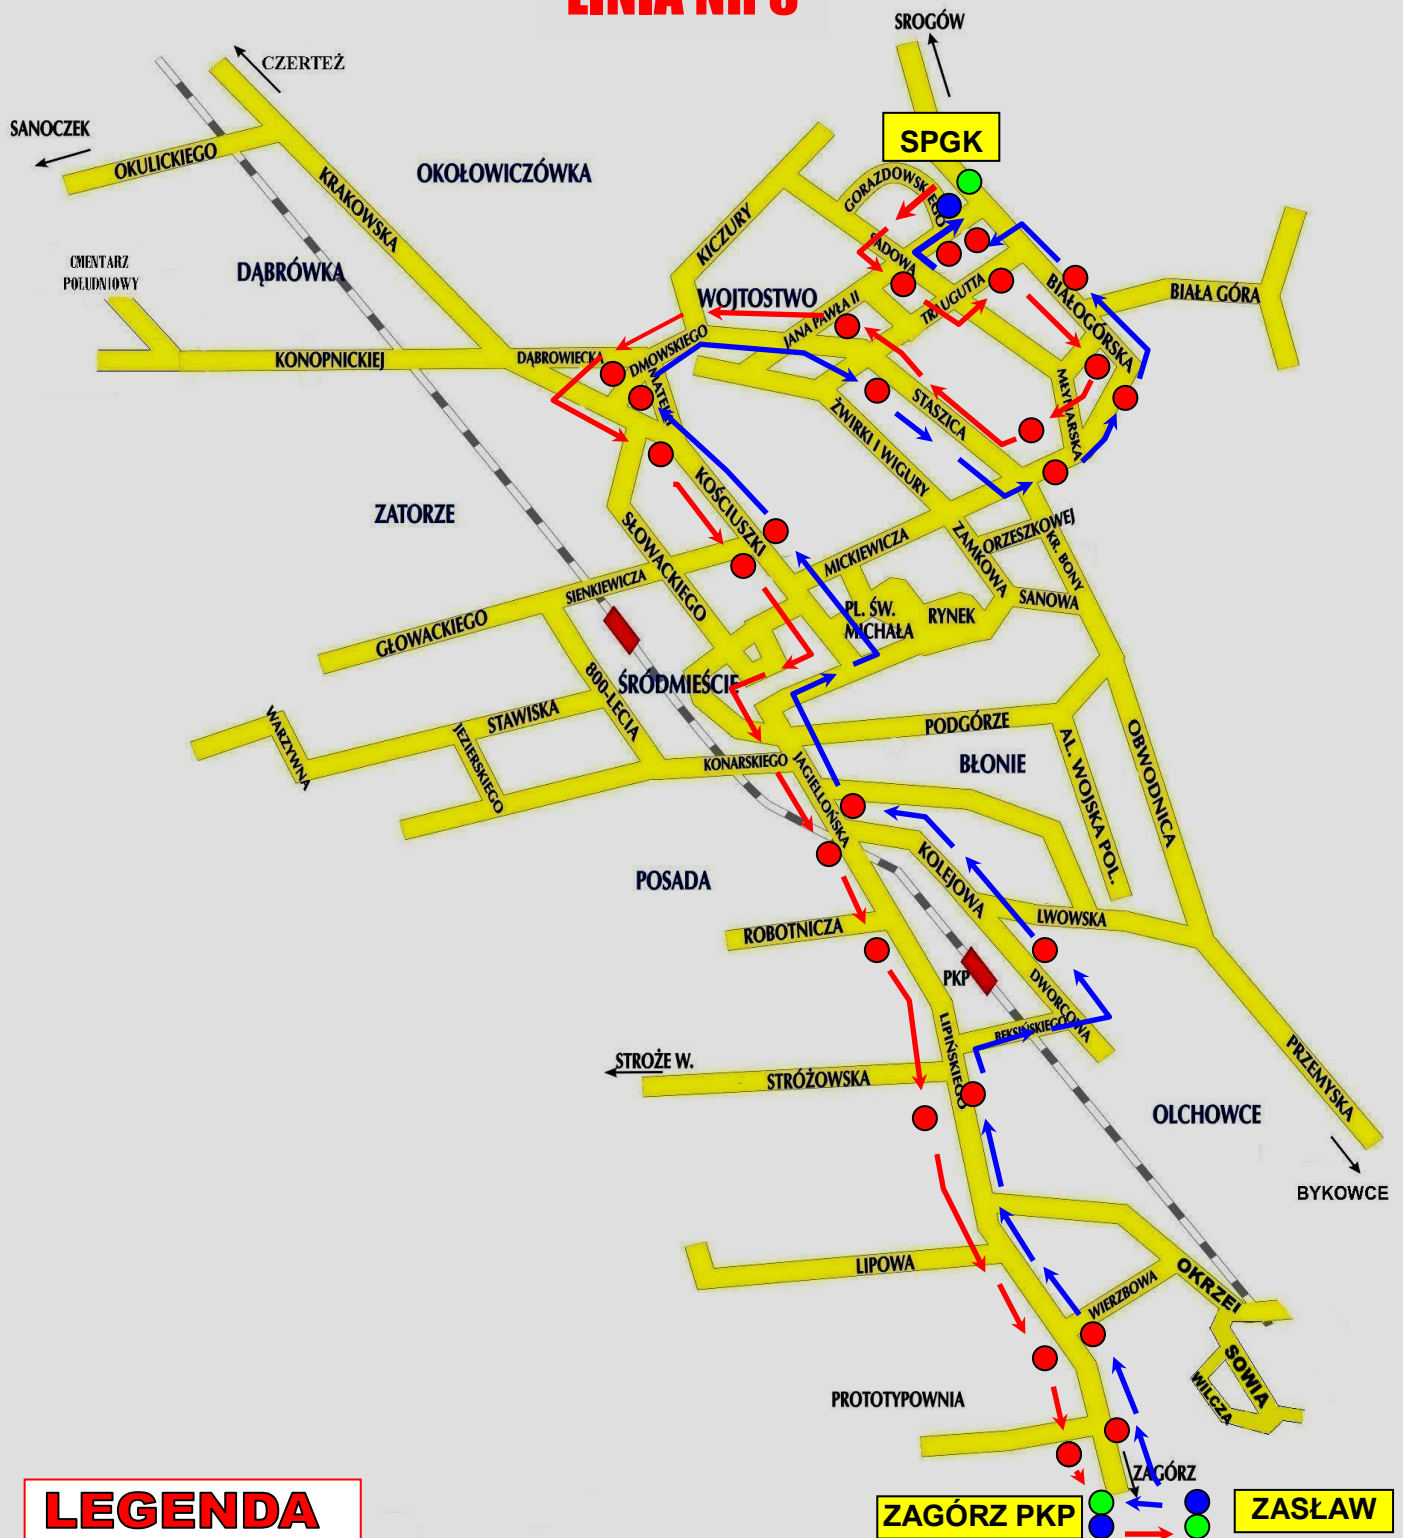 LINIA NR
SROGÓW
CZERTEŻ
SANOCZEK
OKULICKIEGO
OKOŁOWICZÓWKA
KRAKOWSKA
SPGK
GORAZDOWSKIEGO
KICZURY
SADOWA
CMENTARZ
POŁUDNIOWY
DĄBRÓWKA
WOJTOSTWO
JANA PAWŁA II
TRAUGUTTA
BIAŁOGÓRSKA
BIAŁA GÓRA
KONOPNICKIEJ
DĄBROWIECKA
DMOWSKIEGO
MATEJKI
STASZICA
MŁYNARSKA
ŻWIRKI I WIGURY
KOŚCIUSZKI
ZATORZE
SŁOWACKIEGO
MICKIEWICZA
ZAMKOWA
ORZESZKOWEJ
KR. BONY
SIENKIEWICZA
GŁOWACKIEGO
PL. ŚW.
MICHAŁA
RYNEK
SANOWA
ŚRÓDMIEŚCIE
800-LECIA
STAWISKA
WARZYWNA
JEZIERSKIEGO
KONARSKIEGO
JAGIELLOŃSKA
PODGÓRZE
BŁONIE
AL. WOJSKA POL.
OBWODNICA
POSADA
KOLEJOWA
LWOWSKA
ROBOTNICZA
PKP
DWORCOWA
BEKSIŃSKIEGO
LIPIŃSKIEGO
STROŻE W.
STRÓŻOWSKA
PRZEMYSKA
OLCHOWCE
BYKOWCE
LIPOWA
WIERZBOWA
OKRZEI
SOWIA
WILCZA
PROTOTYPOWNIA
ZAGÓRZ
LEGENDA
ZAGÓRZ PKP
ZASŁAW